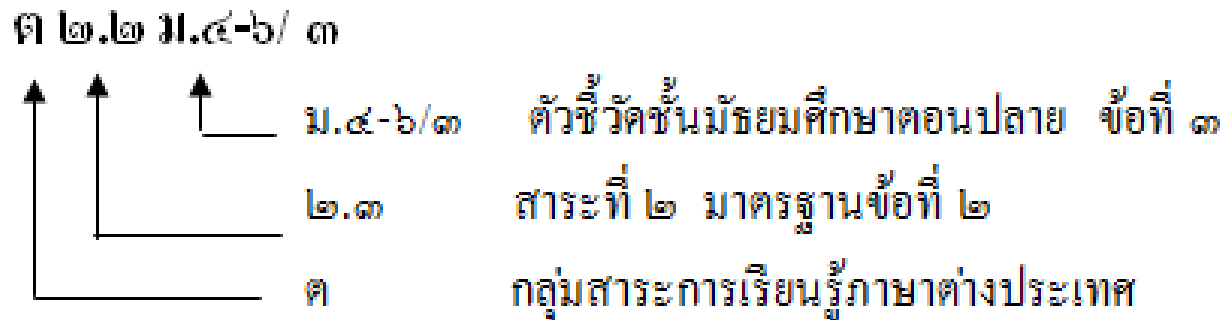 ต ๒.๒ ม.๔-๖/ ๓
ม.๔-๖/๓ ตัวชี้วัดชั้นมัธยมศึกษาตอนปลาย ข้อที่ ๓
๒.๓ สาระที่ ๒ มาตรฐานข้อที่ ๒
ต กลุ่มสาระการเรียนรู้ภาษาต่างประเทศ